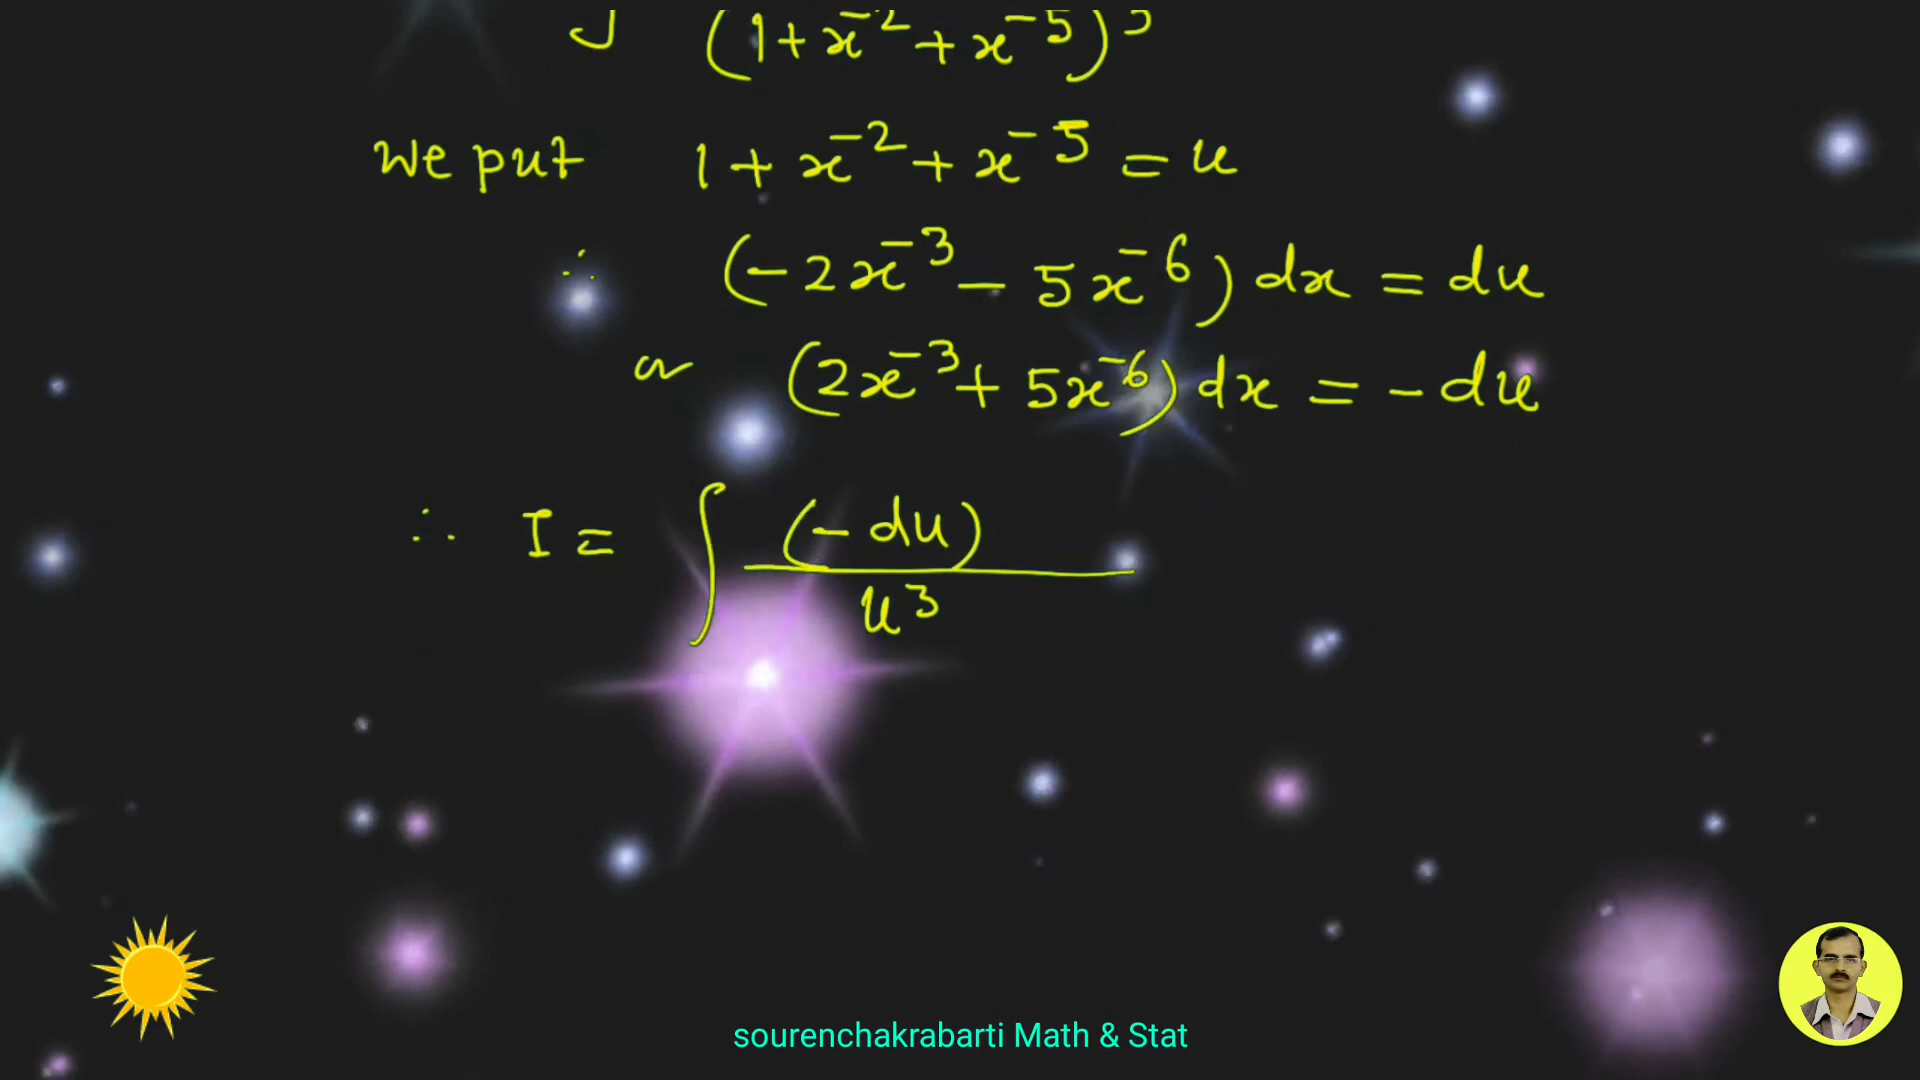 ∫ (1+x⁻²+x⁻⁵)³
We put 1+x⁻²+x⁻⁵ = u
∴ (-2x⁻³ - 5x⁻⁶) dx = du
or (2x⁻³ + 5x⁻⁶) dx = -du
∴ I = ∫ (-du)/u³
sourenchakrabarti Math & Stat